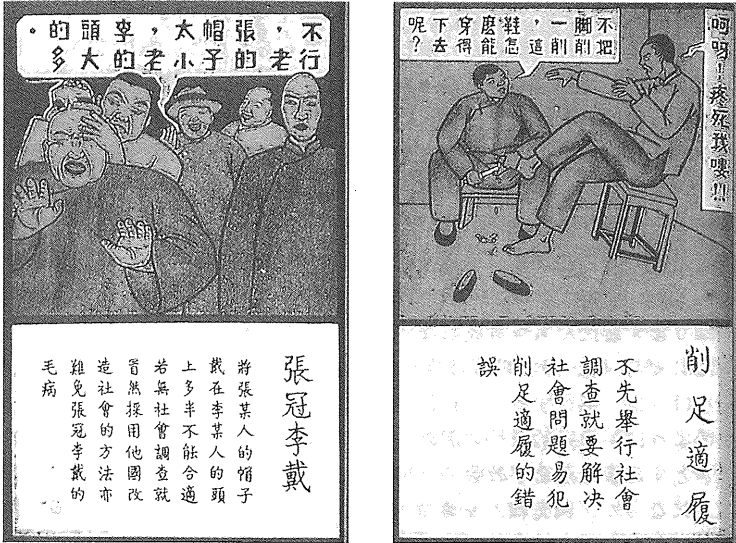 呵呀！疼死我嘍!!!
不把腳削一削，這鞋怎麽能穿得下去呢？
削足適履
不先舉行社會
調查就要解决
社會問題易犯
削足適履的錯
誤
不行，老張的帽子太小，老李的頭大的多。
張冠李戴
將張某人的帽子
戴在李某人的頭
上多半不能合適
若無社會調查就
冒然採用他國改
造社會的方法亦
難免張冠李戴的
毛病